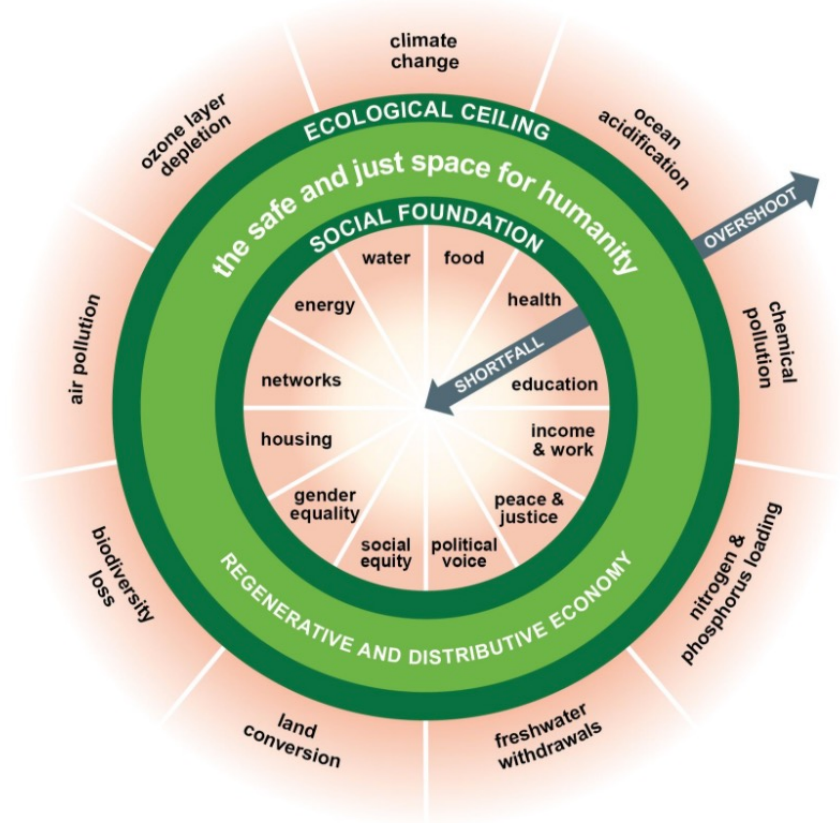 climate
change
ocean
acidification
chemical
pollution
nitrogen &
phosphorus loading
freshwater
withdrawals
land
conversion
biodiversity
loss
air pollution
ozone layer
depletion
OVERSHOOT
ECOLOGICAL CEILING
the safe and just space for humanity
SOCIAL FOUNDATION
water
food
health
SHORTFALL
education
income
& work
peace &
justice
political
voice
social
equity
gender
equality
housing
networks
energy
REGENERATIVE AND DISTRIBUTIVE ECONOMY